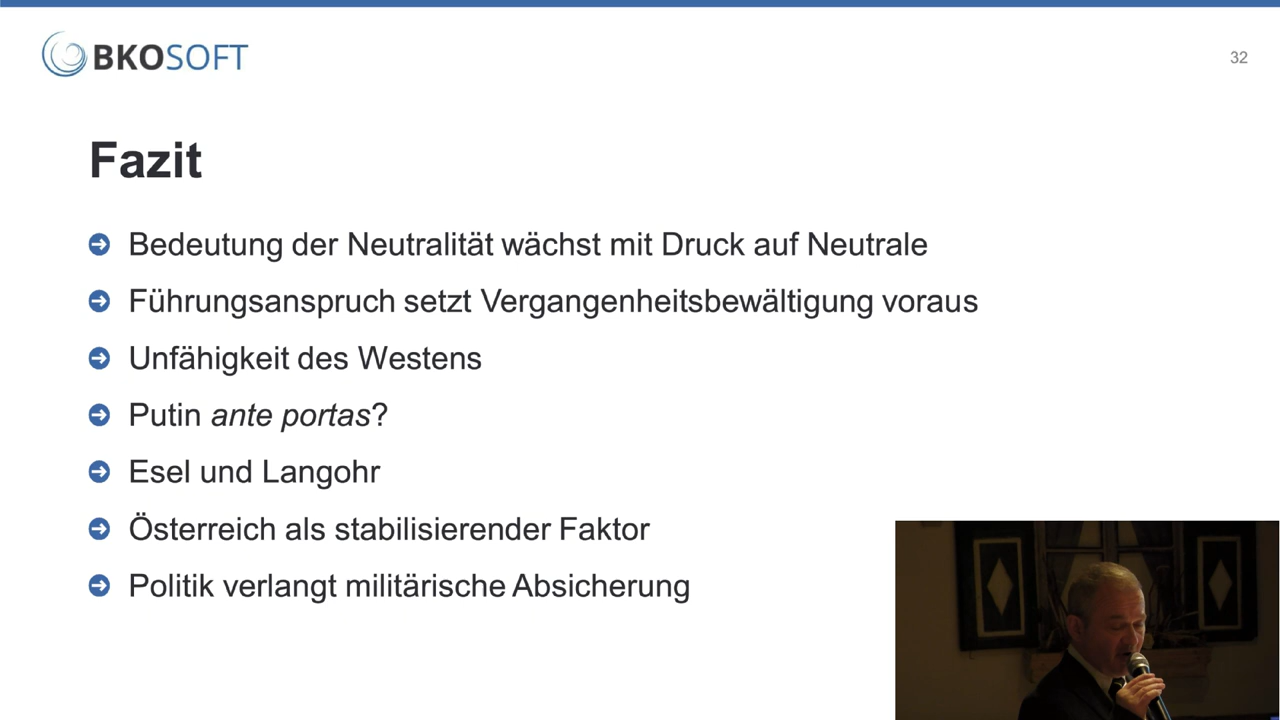 BKOSOFT
32
Fazit
Bedeutung der Neutralität wächst mit Druck auf Neutrale
Führungsanspruch setzt Vergangenheitsbewältigung voraus
Unfähigkeit des Westens
Putin ante portas?
Esel und Langohr
Österreich als stabilisierender Faktor
Politik verlangt militärische Absicherung